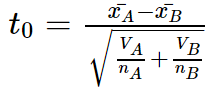 t₀ = (x̄_A − x̄_B) / √(V_A/n_A + V_B/n_B)